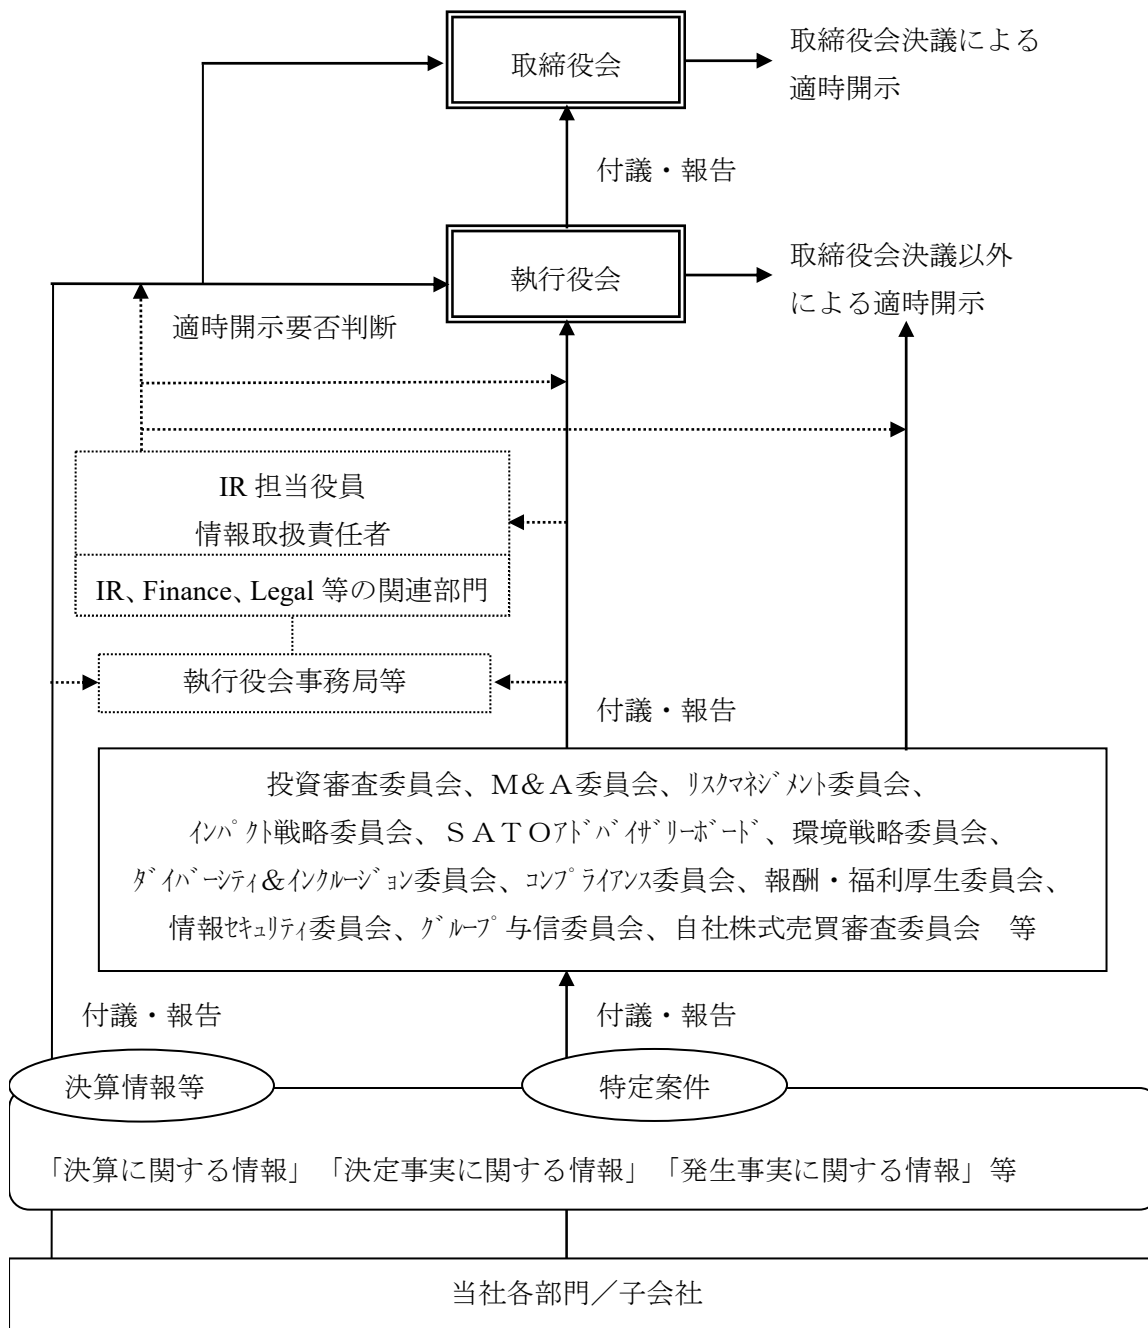 取締役会
取締役会決議による
適時開示
付議・報告
執行役会
取締役会決議以外
による適時開示
適時開示要否判断
IR 担当役員
情報取扱責任者
IR、Finance、Legal 等の関連部門
執行役会事務局等
付議・報告
投資審査委員会、M&A委員会、ﾘｽｸﾏﾈｼﾞﾒﾝﾄ委員会、
ｲﾝﾊﾟｸﾄ戦略委員会、SATOｱﾄﾞﾊﾞｲｻﾞﾘｰﾎﾞｰﾄﾞ、環境戦略委員会、
ﾀﾞｲﾊﾞｰｼﾃｨ&ｲﾝｸﾙｰｼﾞｮﾝ委員会、ｺﾝﾌﾟﾗｲｱﾝｽ委員会、報酬・福利厚生委員会、
情報ｾｷｭﾘﾃｨ委員会、ｸﾞﾙｰﾌﾟ与信委員会、自社株式売買審査委員会　等
付議・報告
付議・報告
決算情報等
特定案件
「決算に関する情報」「決定事実に関する情報」「発生事実に関する情報」等
当社各部門／子会社